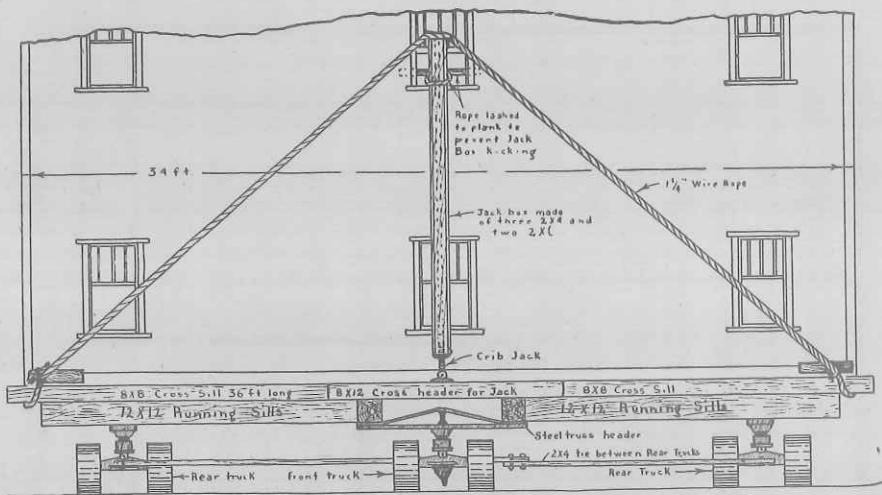 Rope lashed
to plank to
prevent Jack
Box kicking
34 ft.
1¼" Wire Rope
Jack box made
of three 2X4 and
two 2X6
Crib Jack
8X8 Cross Sill 36 ft long
8X12 Cross header for Jack
8X8 Cross Sill
12X12 Running Sills
12X12 Running Sills
Steel truss header
2X4 tie between Rear Trucks
Rear truck
Front truck
Rear Truck